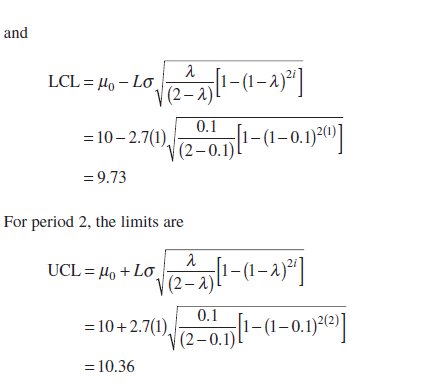 and
LCL = μ₀ − Lσ√(λ/(2 − λ)[1 − (1 − λ)²ⁱ])
= 10 − 2.7(1)√(0.1/(2 − 0.1)[1 − (1 − 0.1)²⁽¹⁾])
= 9.73
For period 2, the limits are
UCL = μ₀ + Lσ√(λ/(2 − λ)[1 − (1 − λ)²ⁱ])
= 10 + 2.7(1)√(0.1/(2 − 0.1)[1 − (1 − 0.1)²⁽²⁾])
= 10.36